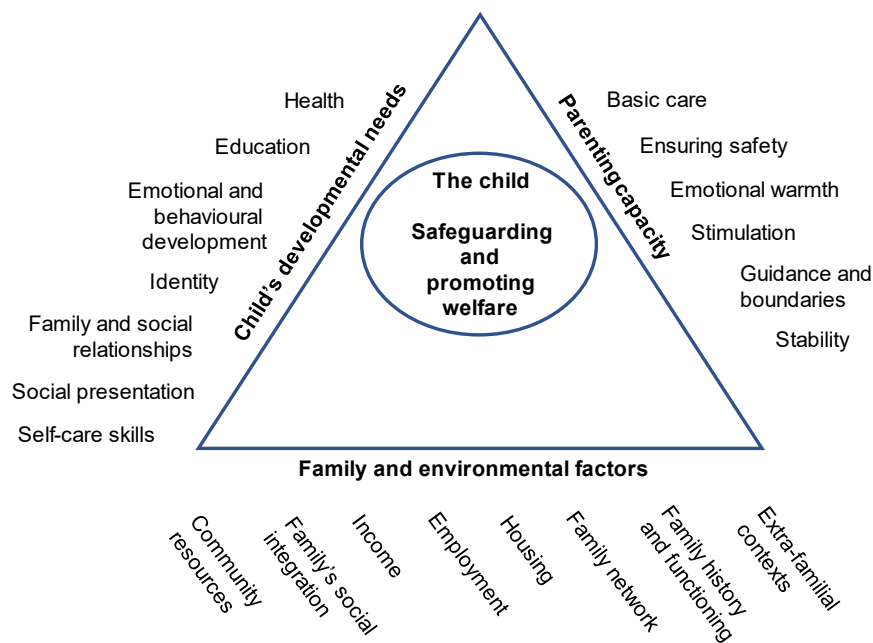 Child's developmental needs
Health
Education
Emotional and
behavioural
development
Identity
Family and social
relationships
Social presentation
Self-care skills
The child
Safeguarding
and
promoting
welfare
Parenting capacity
Basic care
Ensuring safety
Emotional warmth
Stimulation
Guidance and
boundaries
Stability
Family and environmental factors
Community
resources
Family's social
integration
Income
Employment
Housing
Family network
Family history
and functioning
Extra-familial
contexts